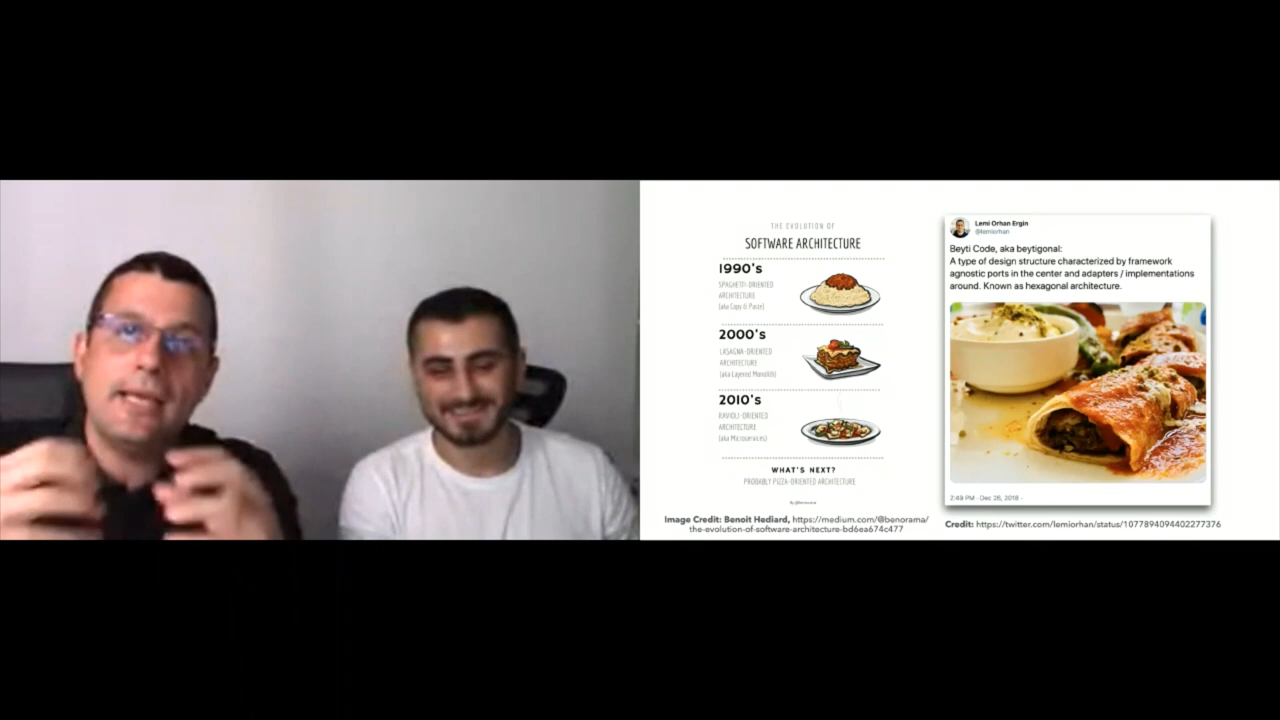 THE EVOLUTION OF
SOFTWARE ARCHITECTURE
1990's
SPAGHETTI-ORIENTED
ARCHITECTURE
(aka Copy & Paste)
2000's
LASAGNA-ORIENTED
ARCHITECTURE
(aka Layered Monolith)
2010's
RAVIOLI-ORIENTED
ARCHITECTURE
(aka Microservices)
WHAT'S NEXT?
PROBABLY PIZZA-ORIENTED ARCHITECTURE
By @benorama
Image Credit: Benoit Hediard, https://medium.com/@benorama/
the-evolution-of-software-architecture-bd6ea674c477
Lemi Orhan Ergin
@lemiorhan
Beyti Code, aka beytigonal:
A type of design structure characterized by framework
agnostic ports in the center and adapters / implementations
around. Known as hexagonal architecture.
2:49 PM · Dec 26, 2018 ·
Credit: https://twitter.com/lemiorhan/status/1077894094402277376